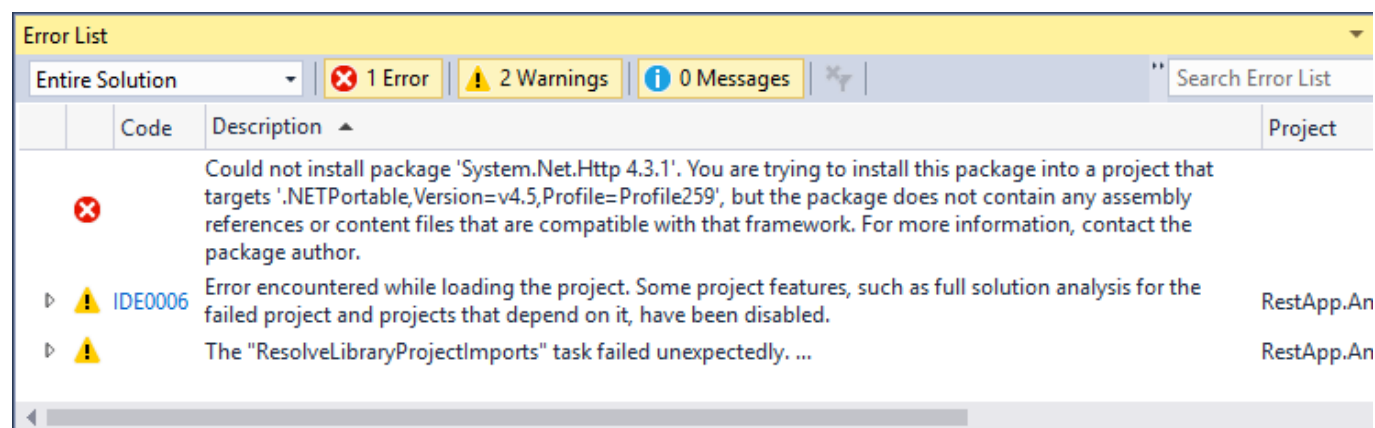 Error List
Entire Solution 1 Error 2 Warnings 0 Messages Search Error List
Code Description Project
Could not install package 'System.Net.Http 4.3.1'. You are trying to install this package into a project that
targets '.NETPortable,Version=v4.5,Profile=Profile259', but the package does not contain any assembly
references or content files that are compatible with that framework. For more information, contact the
package author.
IDE0006 Error encountered while loading the project. Some project features, such as full solution analysis for the
failed project and projects that depend on it, have been disabled. RestApp.An
The "ResolveLibraryProjectImports" task failed unexpectedly. ... RestApp.An